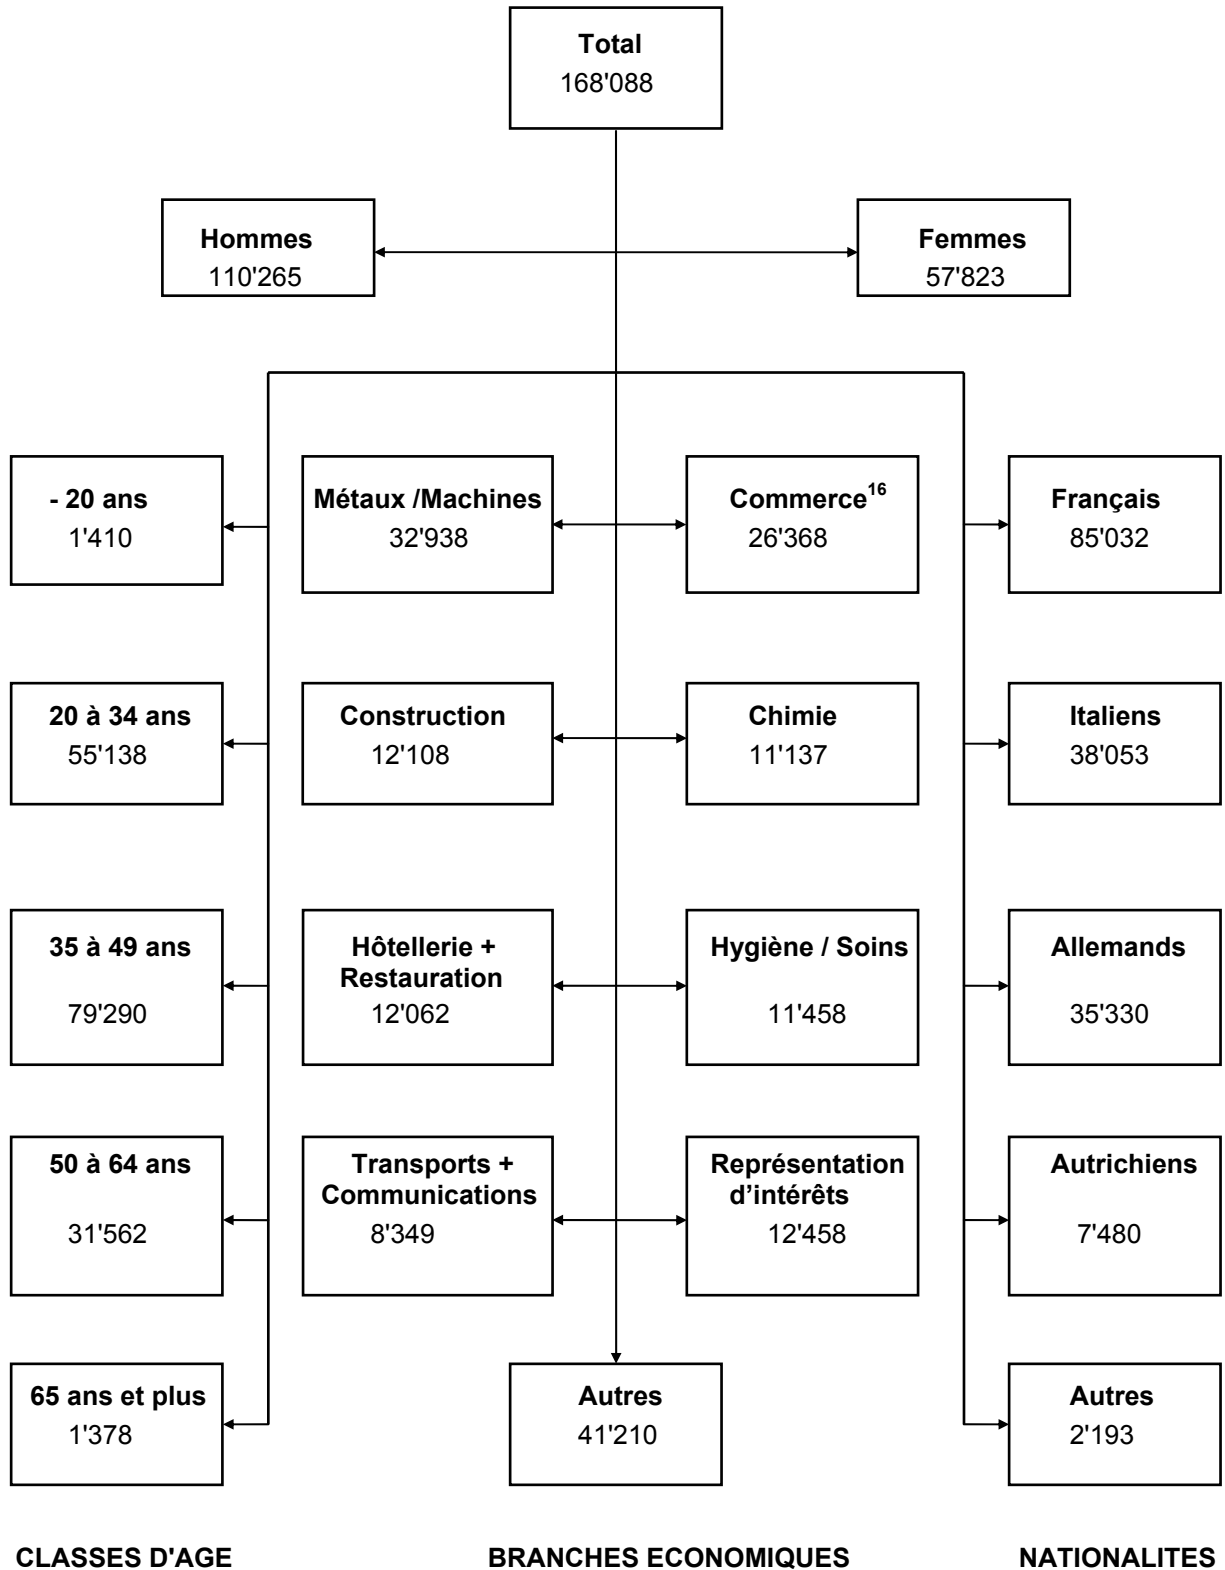 Total
168'088
Hommes
110'265
Femmes
57'823
- 20 ans
1'410
Métaux /Machines
32'938
Commerce16
26'368
Français
85'032
20 à 34 ans
55'138
Construction
12'108
Chimie
11'137
Italiens
38'053
35 à 49 ans
79'290
Hôtellerie +
Restauration
12'062
Hygiène / Soins
11'458
Allemands
35'330
50 à 64 ans
31'562
Transports +
Communications
8'349
Représentation
d’intérêts
12'458
Autrichiens
7'480
65 ans et plus
1'378
Autres
41'210
Autres
2'193
CLASSES D'AGE
BRANCHES ECONOMIQUES
NATIONALITES